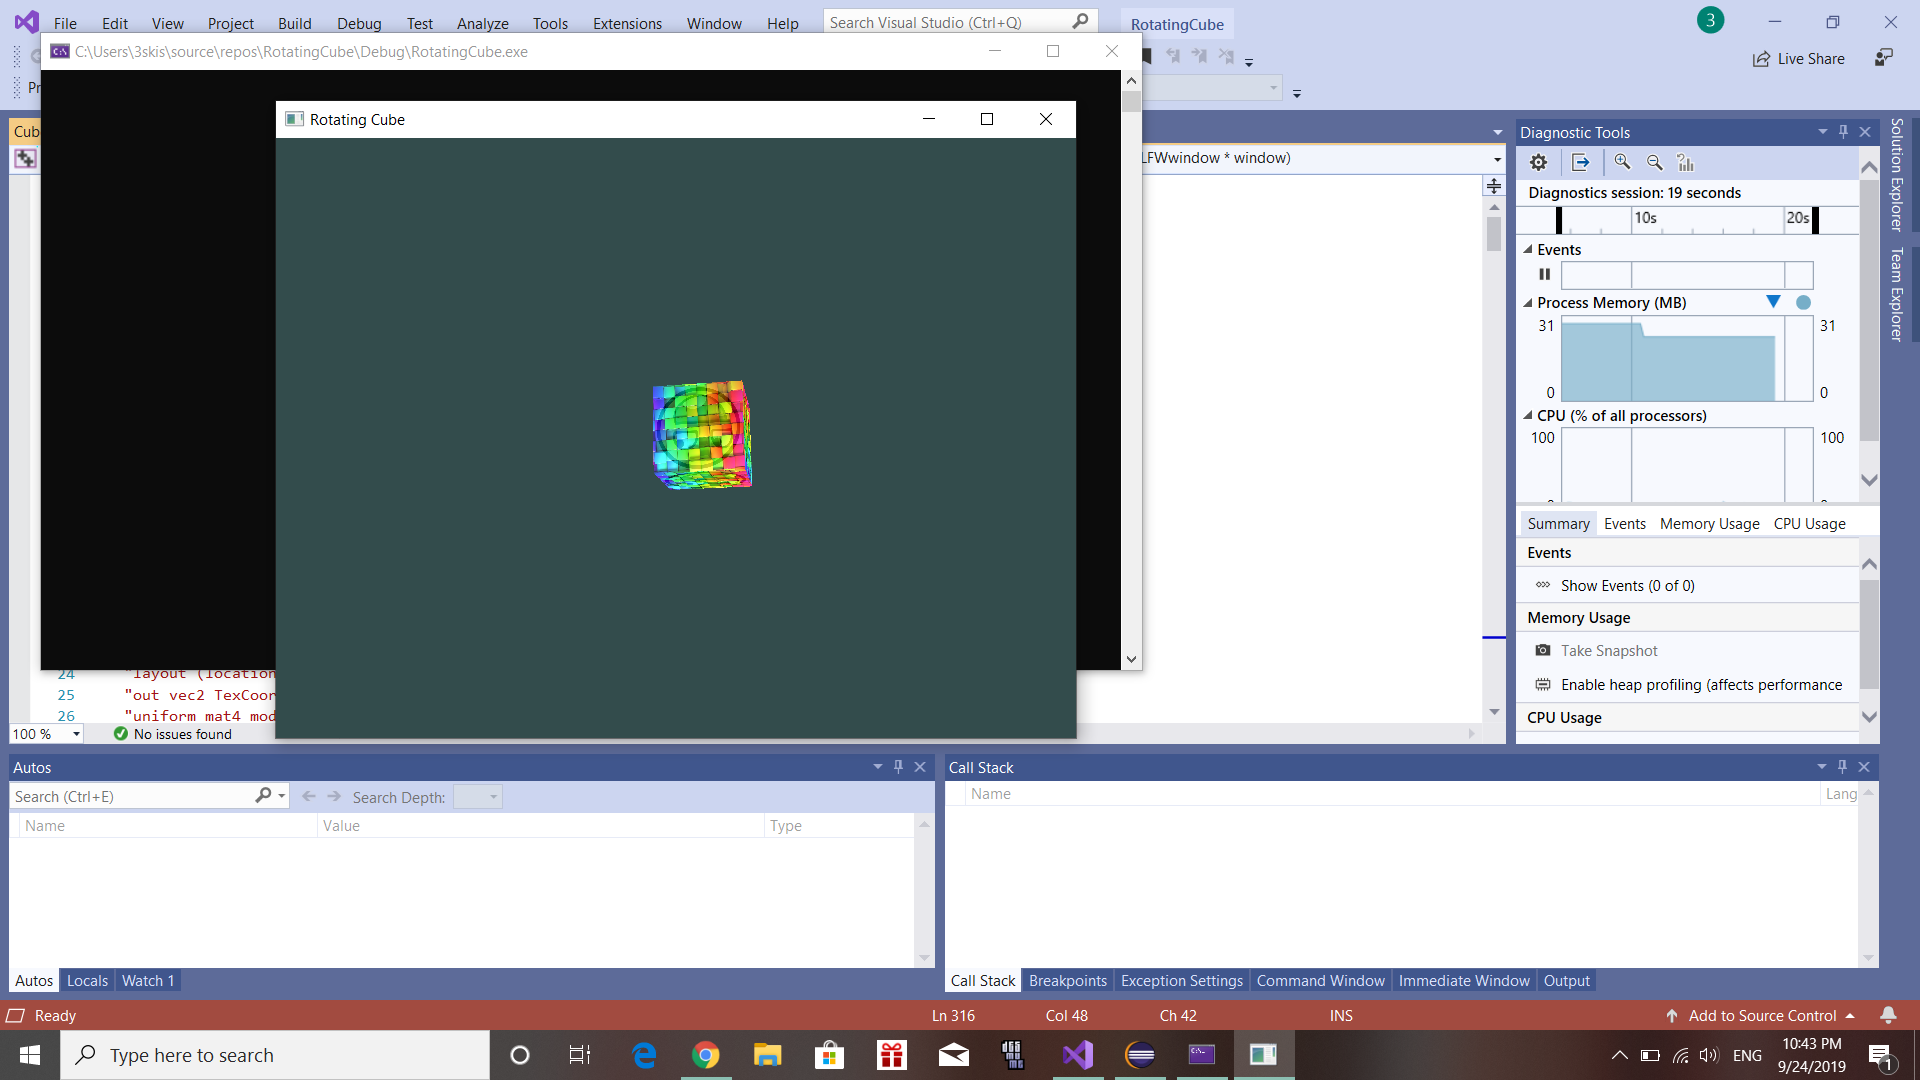 File Edit View Project Build Debug Test Analyze Tools Extensions Window Help Search Visual Studio (Ctrl+Q) RotatingCube 3
C:\Users\3skis\source\repos\RotatingCube\Debug\RotatingCube.exe
Live Share
Pr
Rotating Cube
Cub
LFWwindow * window)
Diagnostic Tools
Solution Explorer
Team Explorer
Diagnostics session: 19 seconds
10s 20s
Events
Process Memory (MB)
31 31
0 0
CPU (% of all processors)
100 100
Summary Events Memory Usage CPU Usage
Events
Show Events (0 of 0)
Memory Usage
Take Snapshot
Enable heap profiling (affects performance
CPU Usage
24 "layout (location
25 "out vec2 TexCoor
26 "uniform mat4 mod
100 % No issues found
Autos
Search (Ctrl+E) Search Depth:
Name Value Type
Autos Locals Watch 1
Call Stack
Name Lang
Call Stack Breakpoints Exception Settings Command Window Immediate Window Output
Ready Ln 316 Col 48 Ch 42 INS Add to Source Control
Type here to search
ENG
10:43 PM
9/24/2019
1